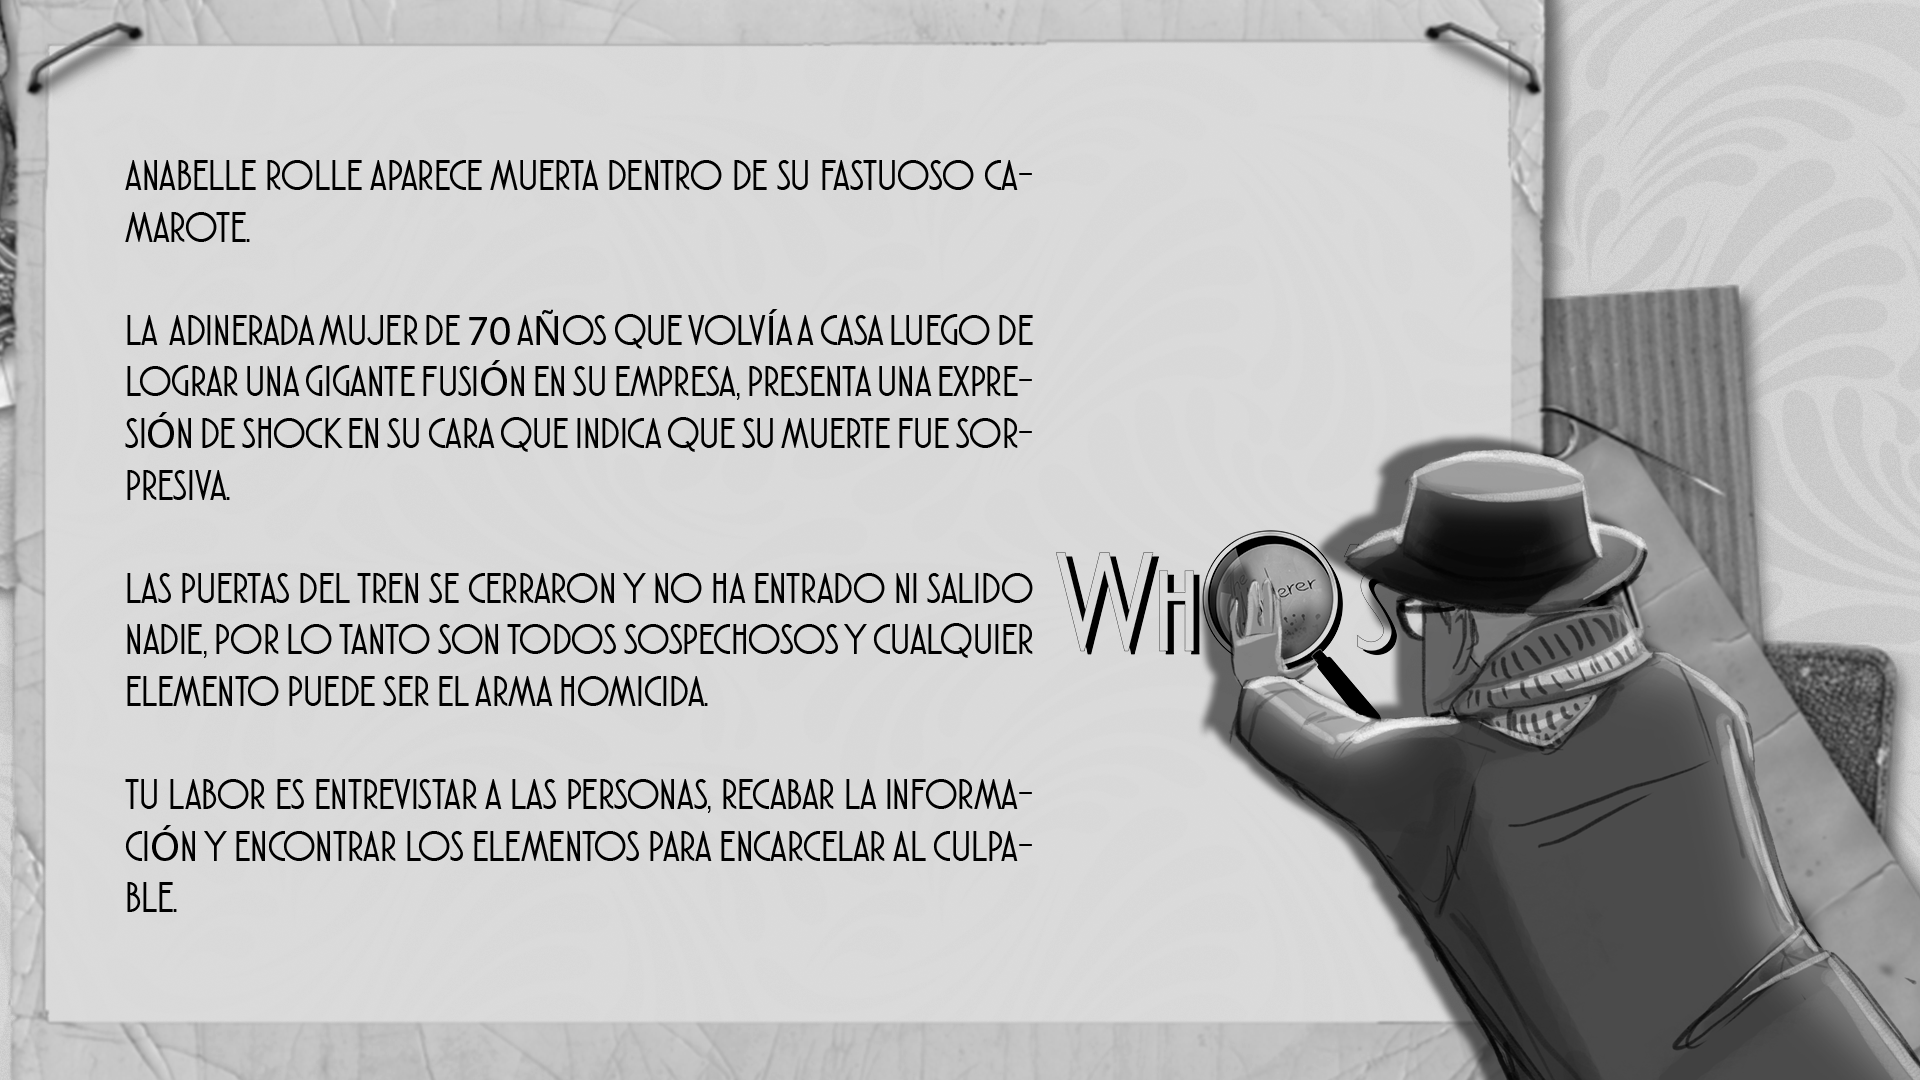 ANABELLE ROLLE APARECE MUERTA DENTRO DE SU FASTUOSO CA-
MAROTE.
LA ADINERADA MUJER DE 70 AÑOS QUE VOLVÍA A CASA LUEGO DE
LOGRAR UNA GIGANTE FUSIÓN EN SU EMPRESA, PRESENTA UNA EXPRE-
SIÓN DE SHOCK EN SU CARA QUE INDICA QUE SU MUERTE FUE SOR-
PRESIVA.
LAS PUERTAS DEL TREN SE CERRARON Y NO HA ENTRADO NI SALIDO
NADIE, POR LO TANTO SON TODOS SOSPECHOSOS Y CUALQUIER
ELEMENTO PUEDE SER EL ARMA HOMICIDA.
TU LABOR ES ENTREVISTAR A LAS PERSONAS, RECABAR LA INFORMA-
CIÓN Y ENCONTRAR LOS ELEMENTOS PARA ENCARCELAR AL CULPA-
BLE.
WHO'S